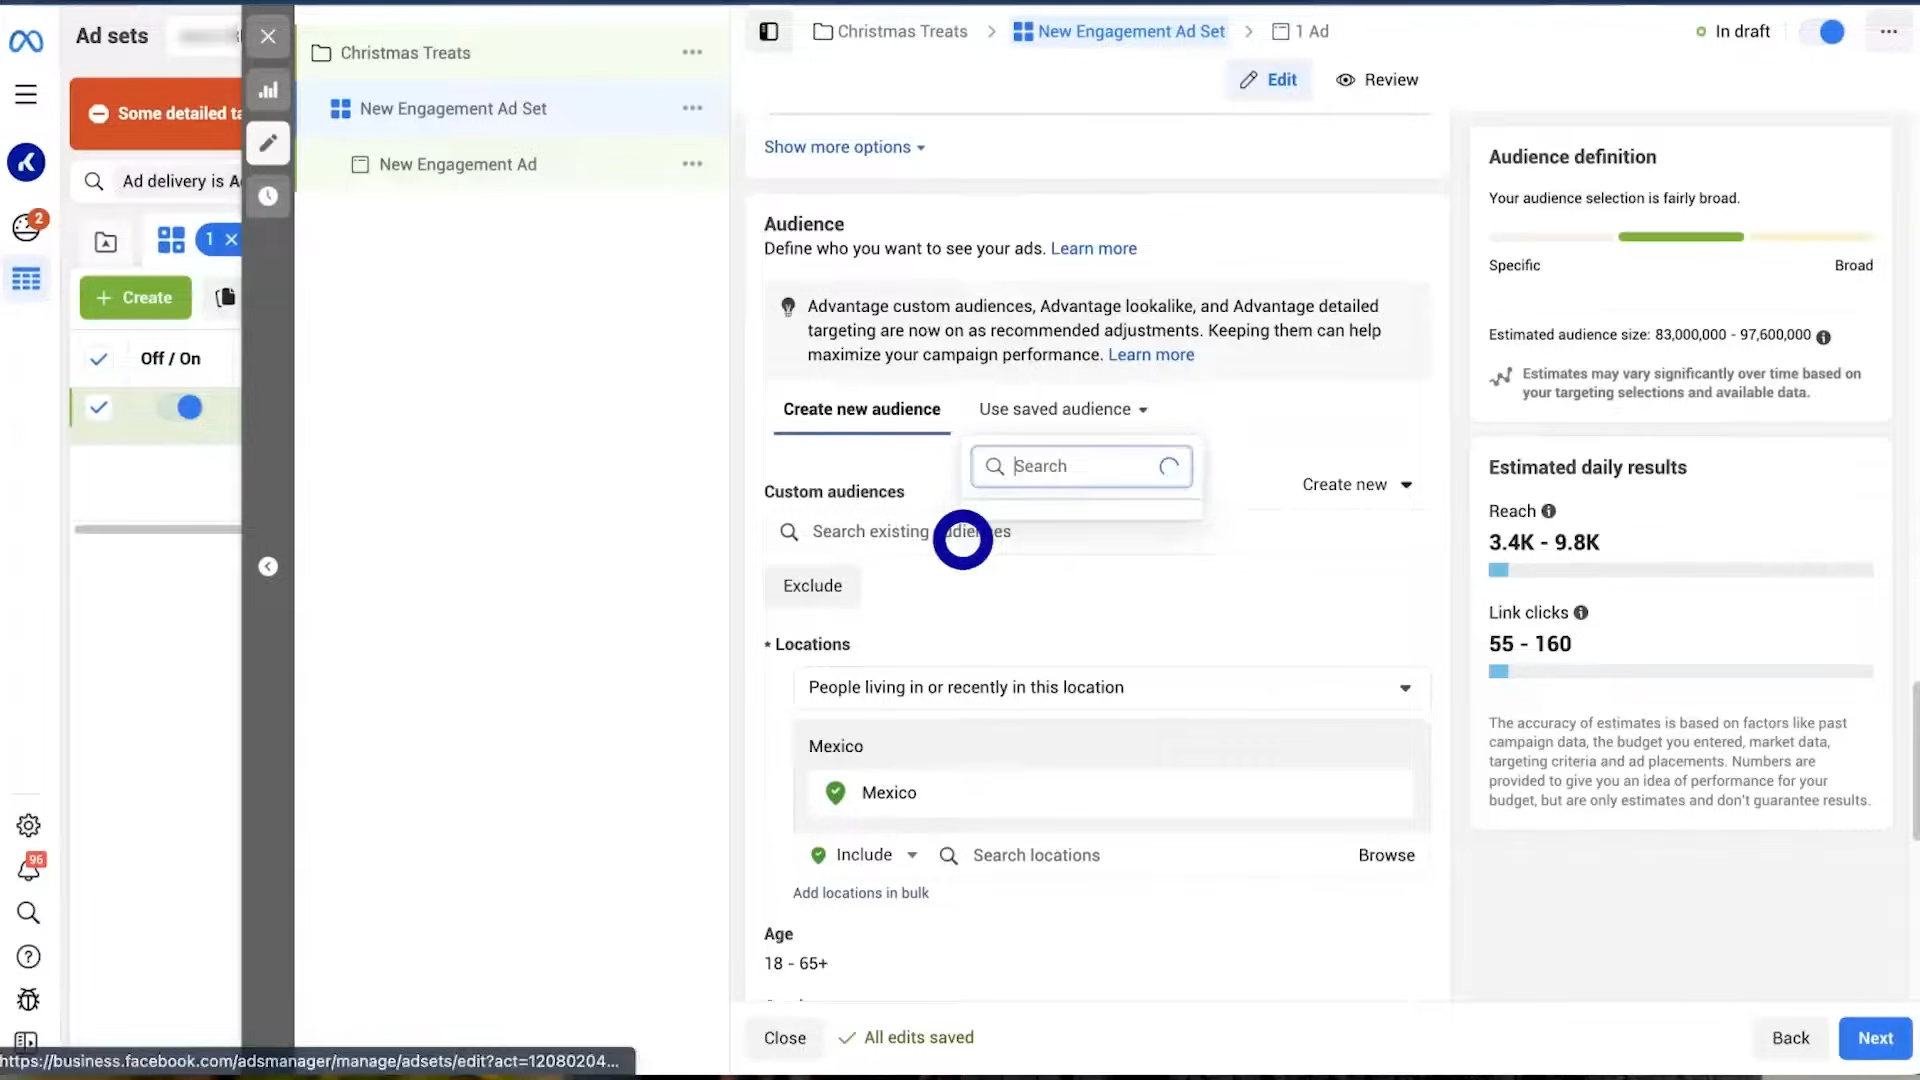 Ad sets
Some detailed ta
Ad delivery is A
1
Create
Off / On
2
96
Christmas Treats
New Engagement Ad Set
New Engagement Ad
Christmas Treats
New Engagement Ad Set
1 Ad
In draft
Edit
Review
Show more options
Audience
Define who you want to see your ads. Learn more
Advantage custom audiences, Advantage lookalike, and Advantage detailed
targeting are now on as recommended adjustments. Keeping them can help
maximize your campaign performance. Learn more
Create new audience
Use saved audience
Search
Custom audiences
Create new
Search existing audiences
Exclude
* Locations
People living in or recently in this location
Mexico
Mexico
Include
Search locations
Browse
Add locations in bulk
Age
18 - 65+
Close
All edits saved
Back
Next
Audience definition
Your audience selection is fairly broad.
Specific
Broad
Estimated audience size: 83,000,000 - 97,600,000
Estimates may vary significantly over time based on
your targeting selections and available data.
Estimated daily results
Reach
3.4K - 9.8K
Link clicks
55 - 160
The accuracy of estimates is based on factors like past
campaign data, the budget you entered, market data,
targeting criteria and ad placements. Numbers are
provided to give you an idea of performance for your
budget, but are only estimates and don't guarantee results.
https://business.facebook.com/adsmanager/manage/adsets/edit?act=12080204...